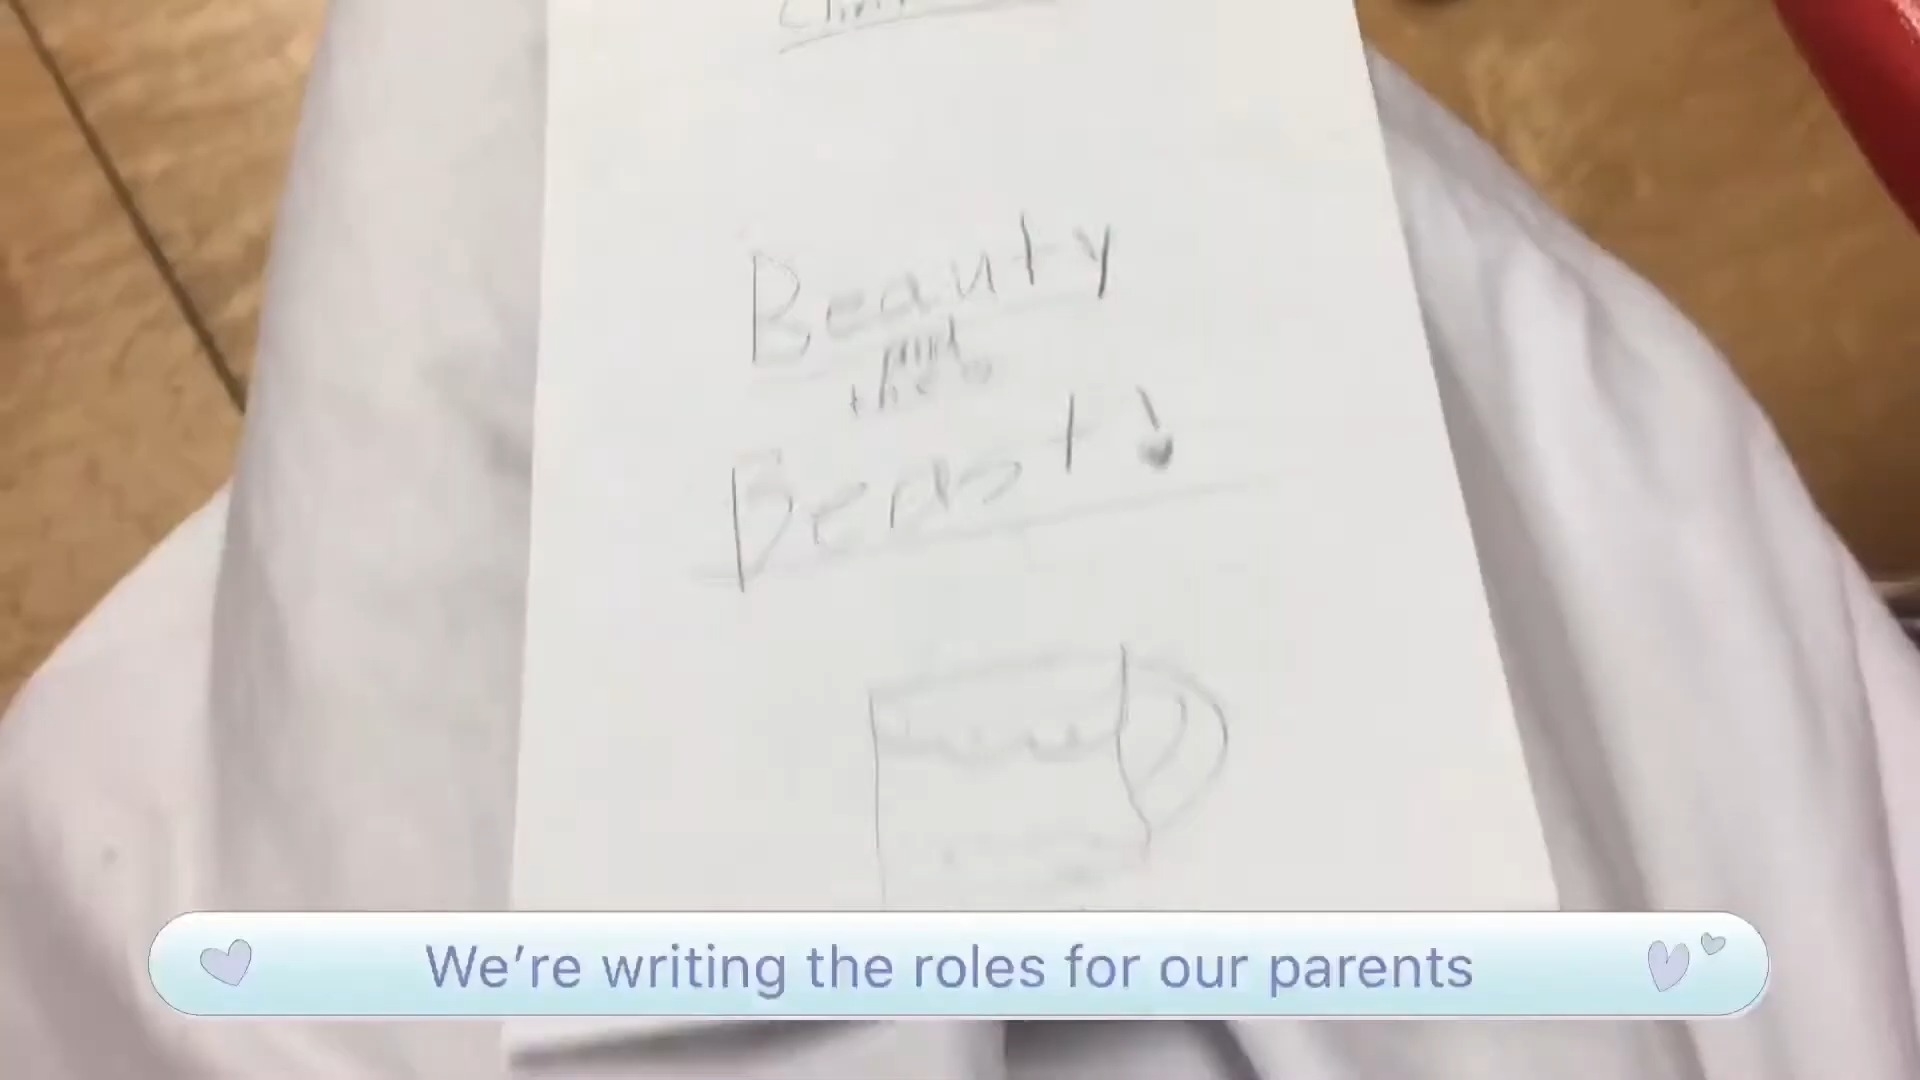 Beauty
and
the
Beast!
We're writing the roles for our parents